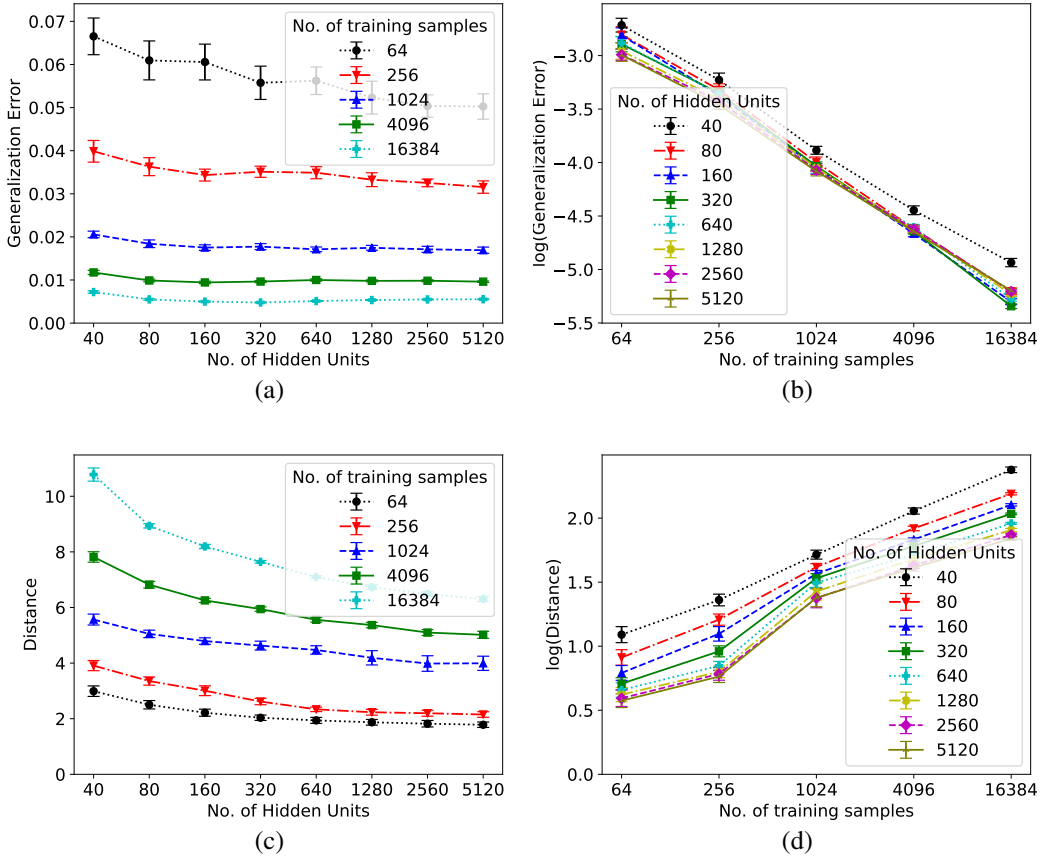 0.07
0.06
0.05
0.04
0.03
0.02
0.01
0.00
Generalization Error
40 80 160 320 640 1280 2560 5120
No. of Hidden Units
No. of training samples
64
256
1024
4096
16384
(a)
−3.0
−3.5
−4.0
−4.5
−5.0
−5.5
log(Generalization Error)
64 256 1024 4096 16384
No. of training samples
No. of Hidden Units
40
80
160
320
640
1280
2560
5120
(b)
10
8
6
4
2
0
Distance
40 80 160 320 640 1280 2560 5120
No. of Hidden Units
No. of training samples
64
256
1024
4096
16384
(c)
2.0
1.5
1.0
0.5
0.0
log(Distance)
64 256 1024 4096 16384
No. of training samples
No. of Hidden Units
40
80
160
320
640
1280
2560
5120
(d)